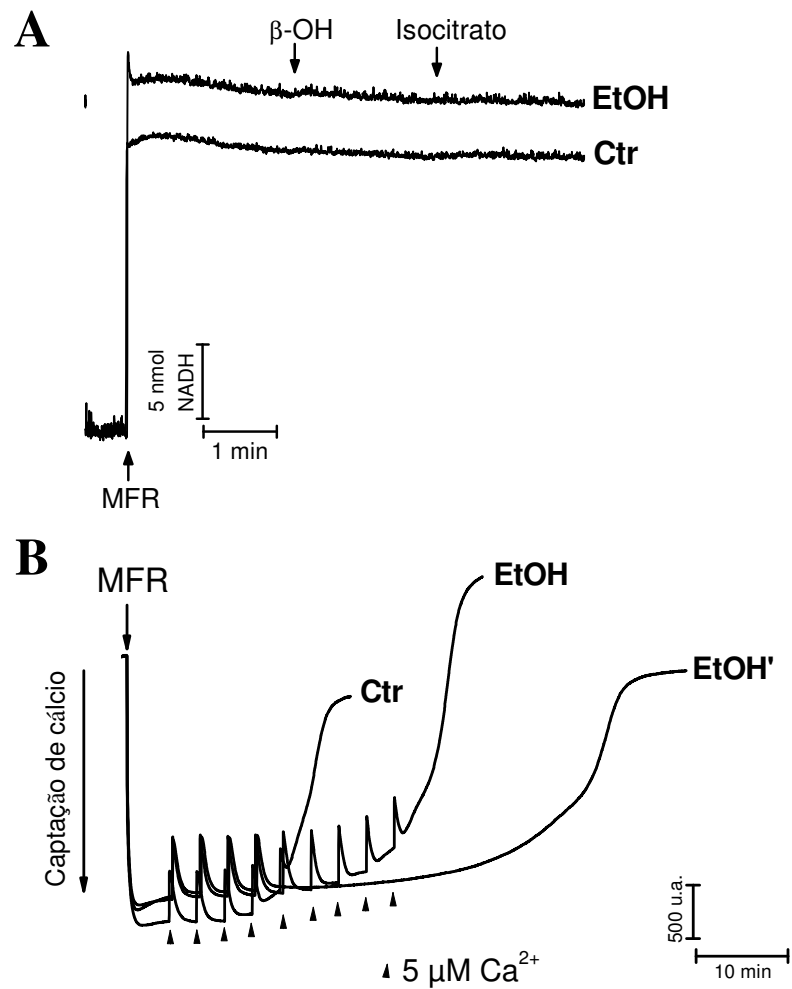 A
β-OH
Isocitrato
EtOH
Ctr
5 nmol
NADH
1 min
MFR
B
MFR
EtOH
EtOH'
Ctr
Captação de cálcio
500 u.a.
10 min
5 µM Ca²⁺